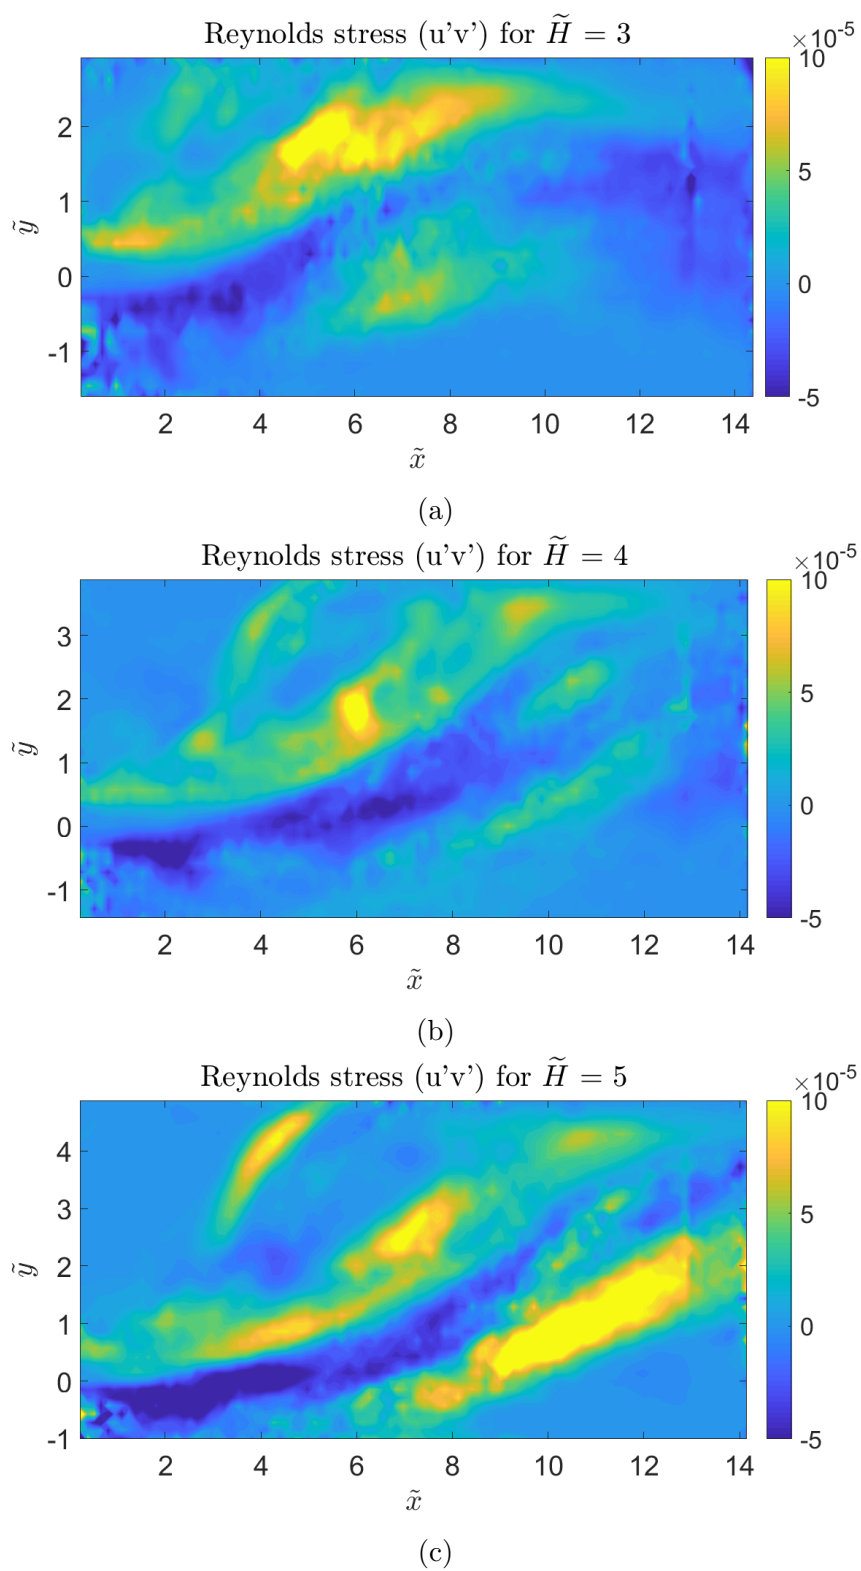 Reynolds stress (u'v') for H̃ = 3
×10⁻⁵
10
5
0
-5
2
1
0
-1
ỹ
2 4 6 8 10 12 14
x̃
(a)
Reynolds stress (u'v') for H̃ = 4
×10⁻⁵
10
5
0
-5
3
2
1
0
-1
ỹ
2 4 6 8 10 12 14
x̃
(b)
Reynolds stress (u'v') for H̃ = 5
×10⁻⁵
10
5
0
-5
4
3
2
1
0
-1
ỹ
2 4 6 8 10 12 14
x̃
(c)